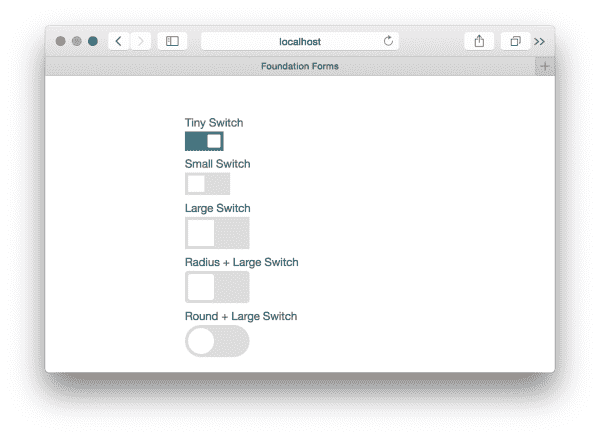 localhost
Foundation Forms
Tiny Switch
Small Switch
Large Switch
Radius + Large Switch
Round + Large Switch